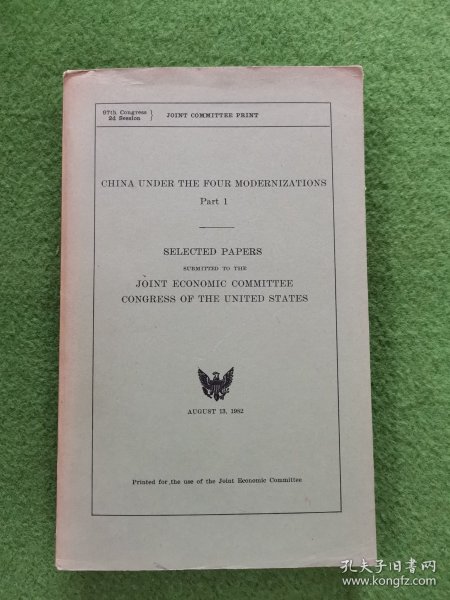 97th Congress
2d Session
JOINT COMMITTEE PRINT
CHINA UNDER THE FOUR MODERNIZATIONS
Part 1
SELECTED PAPERS
SUBMITTED TO THE
JOINT ECONOMIC COMMITTEE
CONGRESS OF THE UNITED STATES
AUGUST 13, 1982
Printed for the use of the Joint Economic Committee
孔夫子旧书网
www.kongfz.com